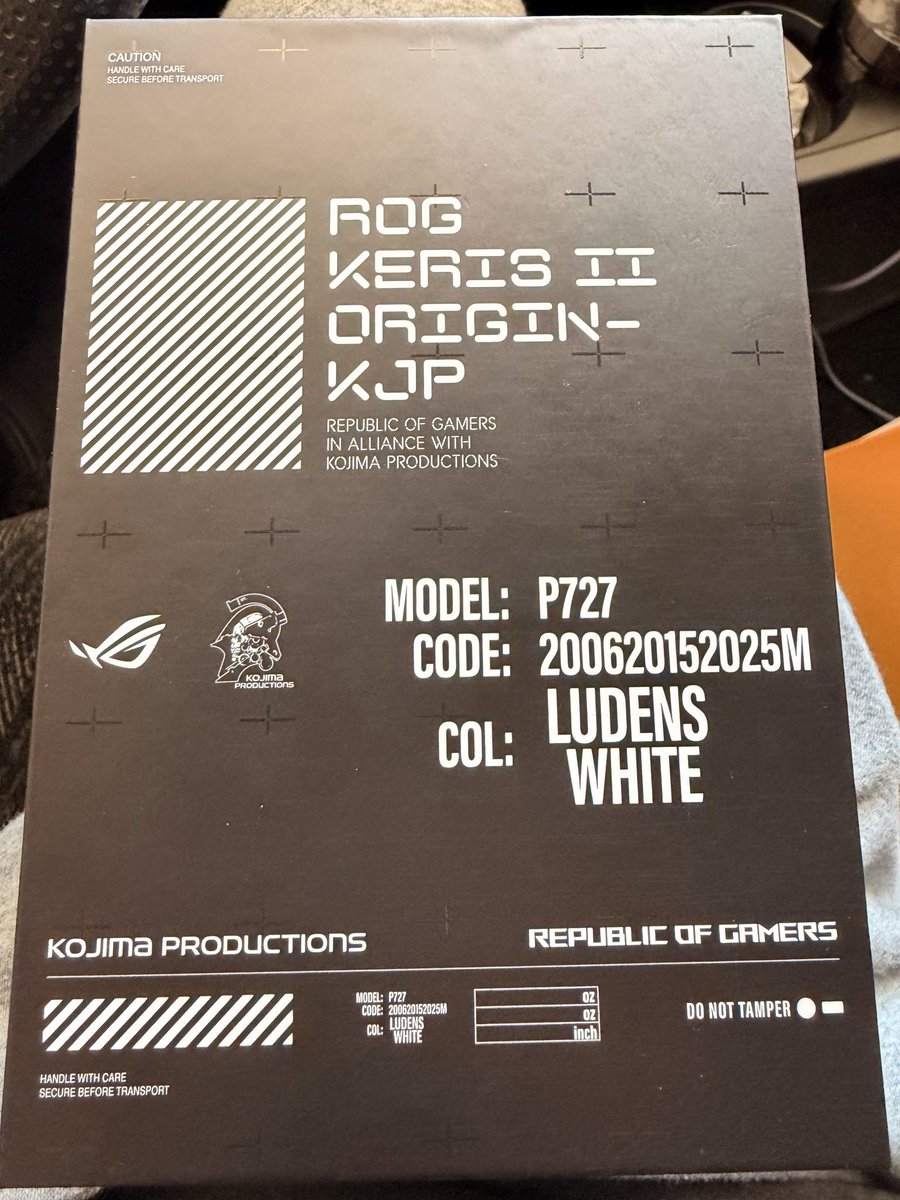 CAUTION
HANDLE WITH CARE
SECURE BEFORE TRANSPORT
ROG
KERIS II
ORIGIN-
KJP
REPUBLIC OF GAMERS
IN ALLIANCE WITH
KOJIMA PRODUCTIONS
KOJIMA
PRODUCTIONS
MODEL: P727
CODE: 200620152025M
COL: LUDENS
WHITE
KOJIMA PRODUCTIONS
REPUBLIC OF GAMERS
MODEL: P727
CODE: 200620152025M
COL: LUDENS
WHITE
oz
oz
inch
DO NOT TAMPER
HANDLE WITH CARE
SECURE BEFORE TRANSPORT